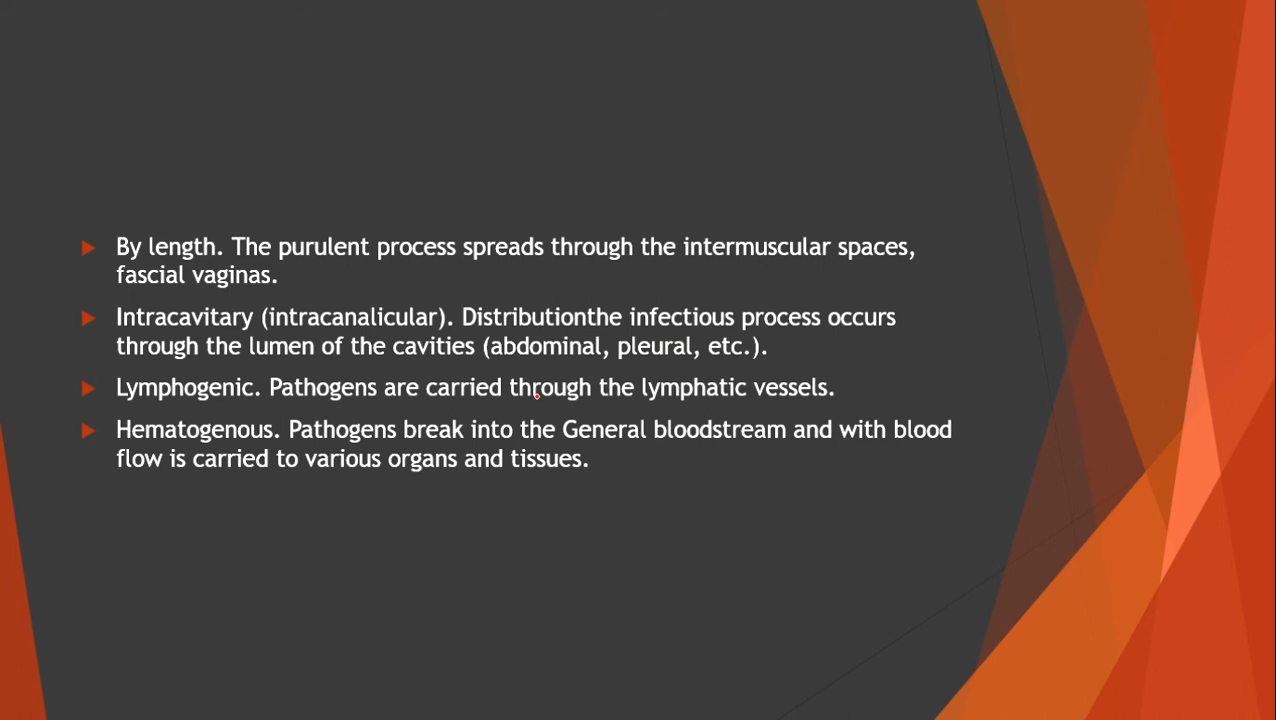 By length. The purulent process spreads through the intermuscular spaces,
fascial vaginas.
Intracavitary (intracanalicular). Distributionthe infectious process occurs
through the lumen of the cavities (abdominal, pleural, etc.).
Lymphogenic. Pathogens are carried through the lymphatic vessels.
Hematogenous. Pathogens break into the General bloodstream and with blood
flow is carried to various organs and tissues.